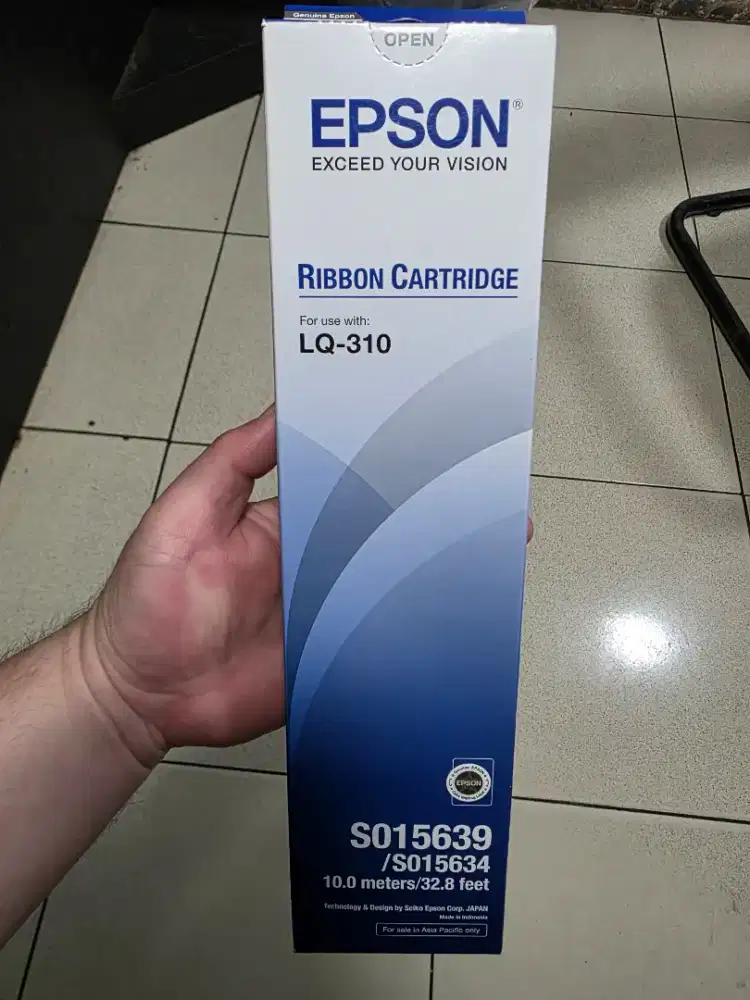 Genuine Epson
OPEN
EPSON®
EXCEED YOUR VISION
RIBBON CARTRIDGE
For use with:
LQ-310
EPSON
S015639
/S015634
10.0 meters/32.8 feet
Technology & Design by Seiko Epson Corp. JAPAN
Made in Indonesia
For sale in Asia Pacific only